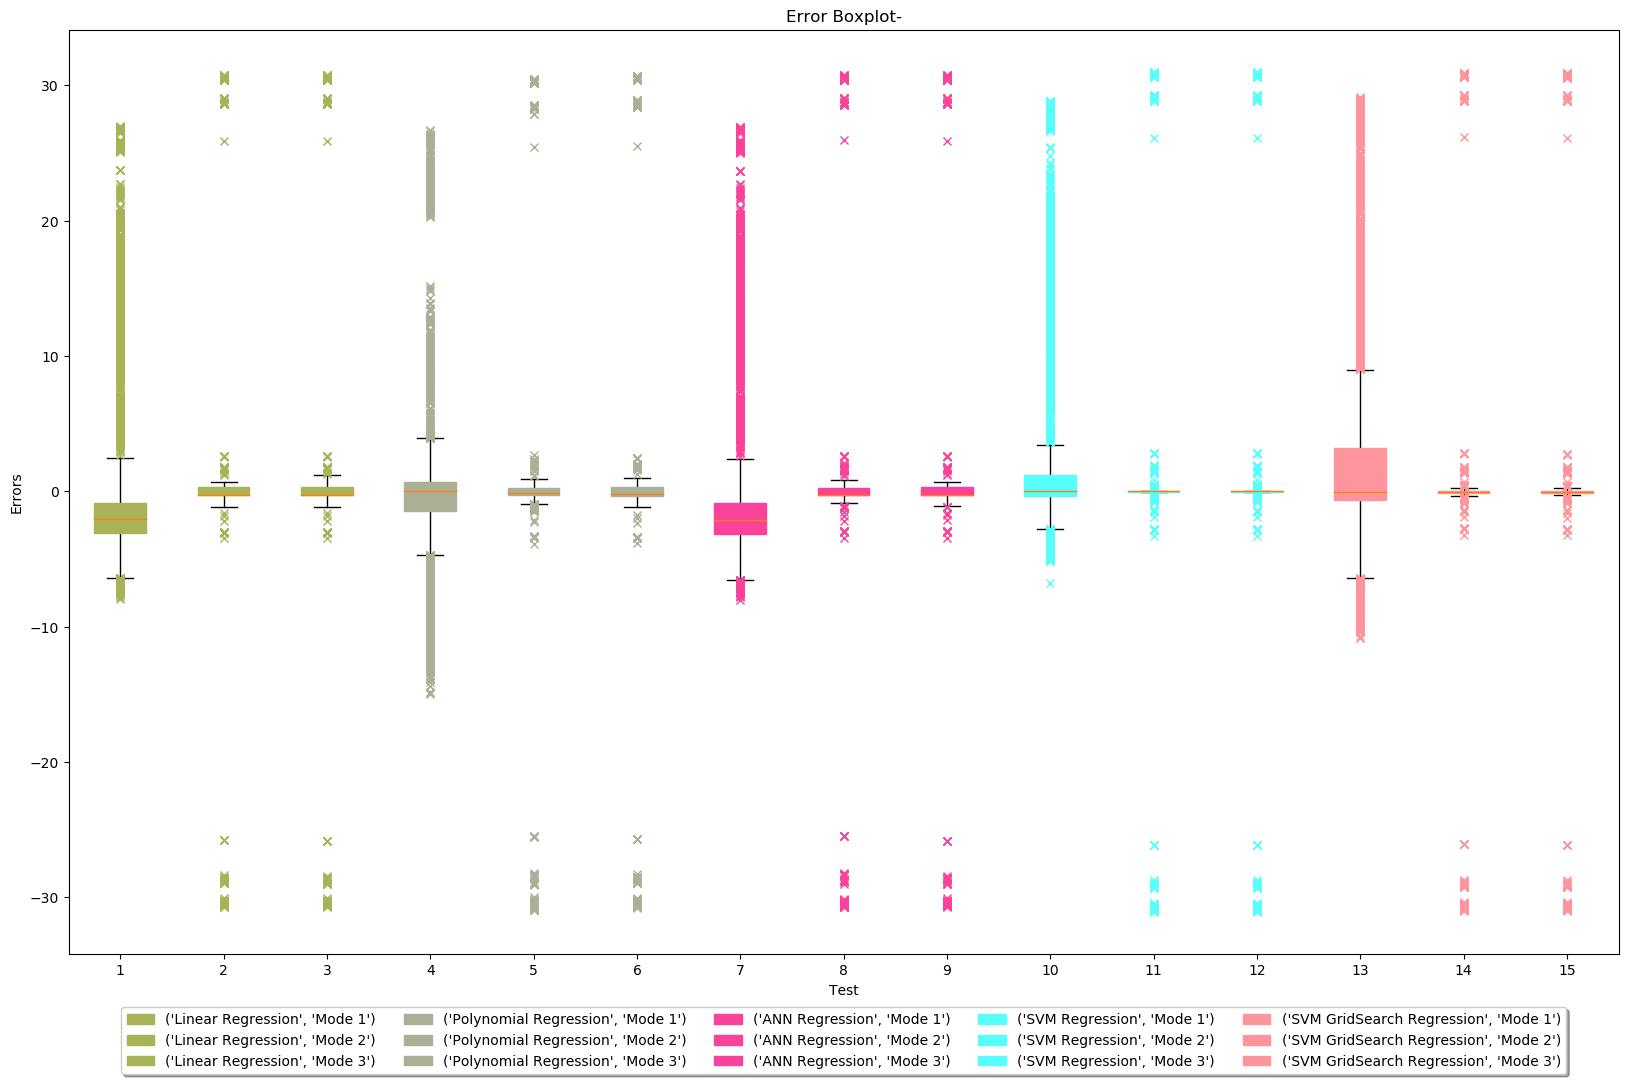 Error Boxplot-
30
20
10
0
−10
−20
−30
Errors
1 2 3 4 5 6 7 8 9 10 11 12 13 14 15
Test
('Linear Regression', 'Mode 1') ('Polynomial Regression', 'Mode 1') ('ANN Regression', 'Mode 1') ('SVM Regression', 'Mode 1') ('SVM GridSearch Regression', 'Mode 1')
('Linear Regression', 'Mode 2') ('Polynomial Regression', 'Mode 2') ('ANN Regression', 'Mode 2') ('SVM Regression', 'Mode 2') ('SVM GridSearch Regression', 'Mode 2')
('Linear Regression', 'Mode 3') ('Polynomial Regression', 'Mode 3') ('ANN Regression', 'Mode 3') ('SVM Regression', 'Mode 3') ('SVM GridSearch Regression', 'Mode 3')